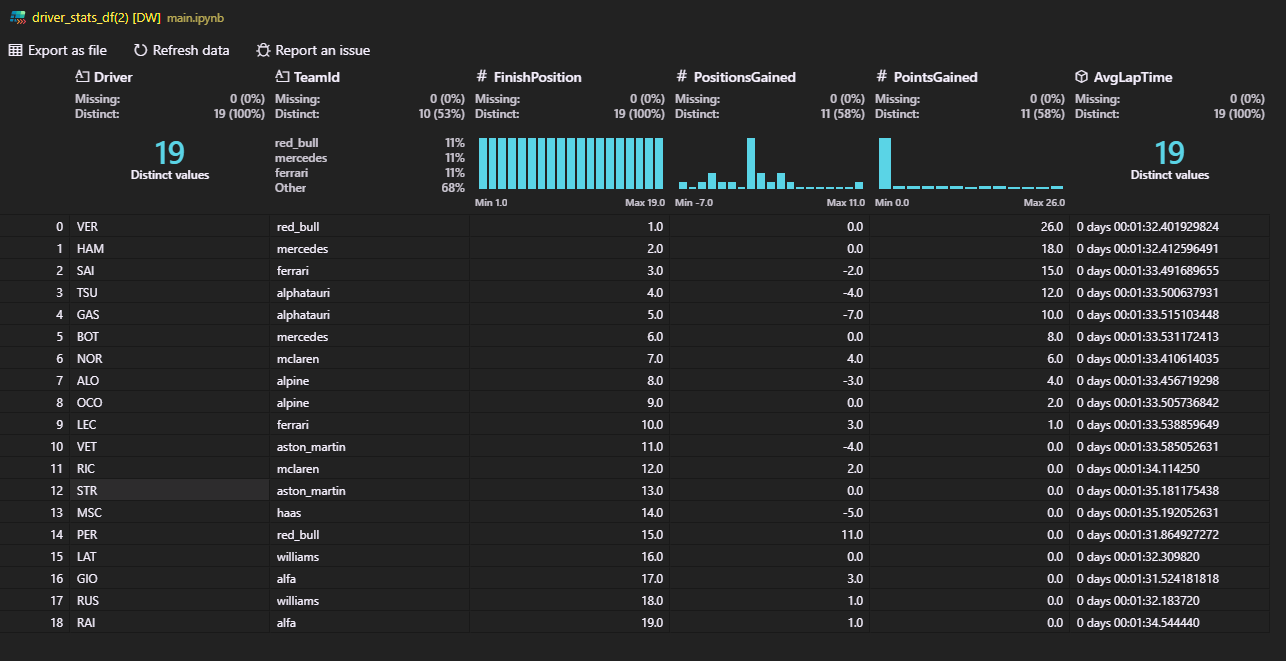 driver_stats_df(2) [DW] main.ipynb
Export as file Refresh data Report an issue
Driver TeamId # FinishPosition # PositionsGained # PointsGained AvgLapTime
Missing: 0 (0%) Missing: 0 (0%) Missing: 0 (0%) Missing: 0 (0%) Missing: 0 (0%) Missing: 0 (0%)
Distinct: 19 (100%) Distinct: 10 (53%) Distinct: 19 (100%) Distinct: 11 (58%) Distinct: 11 (58%) Distinct: 19 (100%)
19 Distinct values
red_bull 11%
mercedes 11%
ferrari 11%
Other 68%
Min 1.0 Max 19.0 Min -7.0 Max 11.0 Min 0.0 Max 26.0
19 Distinct values
0 VER red_bull 1.0 0.0 26.0 0 days 00:01:32.401929824
1 HAM mercedes 2.0 0.0 18.0 0 days 00:01:32.412596491
2 SAI ferrari 3.0 -2.0 15.0 0 days 00:01:33.491689655
3 TSU alphatauri 4.0 -4.0 12.0 0 days 00:01:33.500637931
4 GAS alphatauri 5.0 -7.0 10.0 0 days 00:01:33.515103448
5 BOT mercedes 6.0 0.0 8.0 0 days 00:01:33.531172413
6 NOR mclaren 7.0 4.0 6.0 0 days 00:01:33.410614035
7 ALO alpine 8.0 -3.0 4.0 0 days 00:01:33.456719298
8 OCO alpine 9.0 0.0 2.0 0 days 00:01:33.505736842
9 LEC ferrari 10.0 3.0 1.0 0 days 00:01:33.538859649
10 VET aston_martin 11.0 -4.0 0.0 0 days 00:01:33.585052631
11 RIC mclaren 12.0 2.0 0.0 0 days 00:01:34.114250
12 STR aston_martin 13.0 0.0 0.0 0 days 00:01:35.181175438
13 MSC haas 14.0 -5.0 0.0 0 days 00:01:35.192052631
14 PER red_bull 15.0 11.0 0.0 0 days 00:01:31.864927272
15 LAT williams 16.0 0.0 0.0 0 days 00:01:32.309820
16 GIO alfa 17.0 3.0 0.0 0 days 00:01:31.524181818
17 RUS williams 18.0 1.0 0.0 0 days 00:01:32.183720
18 RAI alfa 19.0 1.0 0.0 0 days 00:01:34.544440